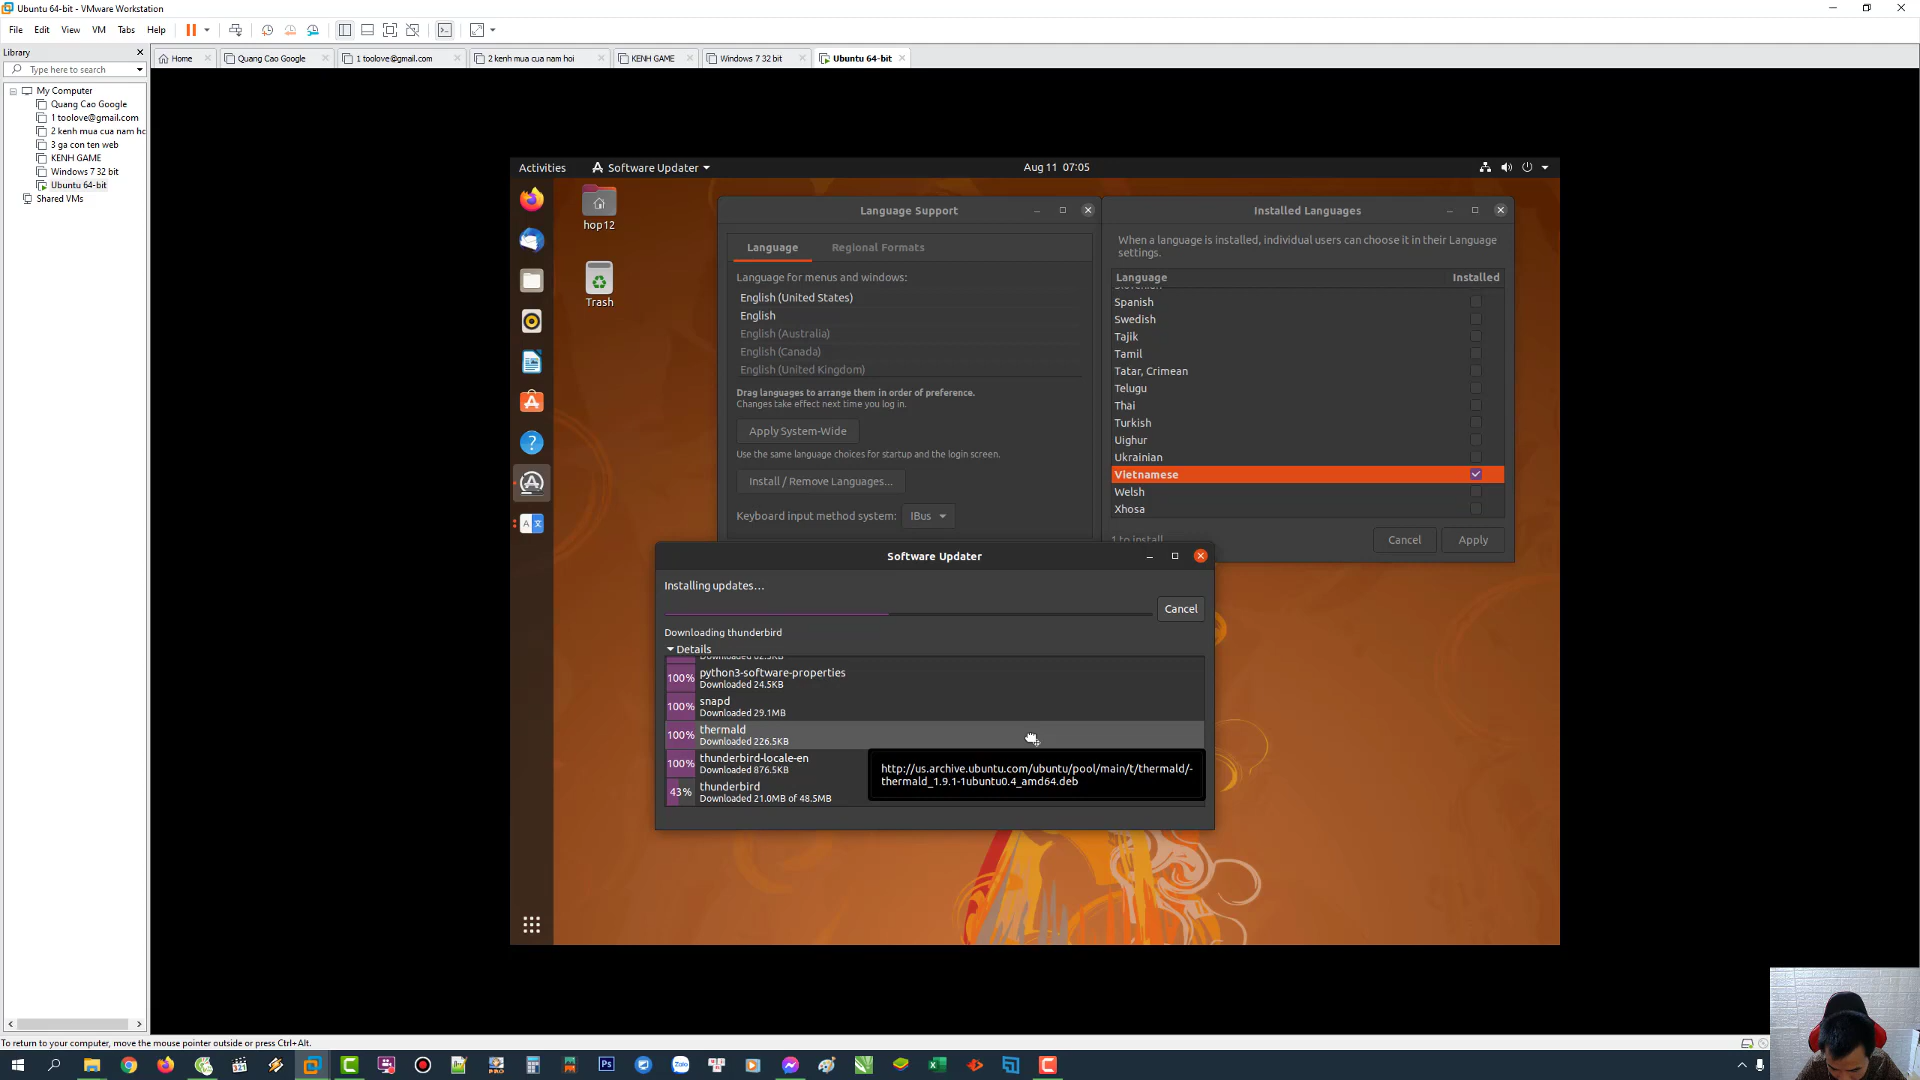 Ubuntu 64-bit - VMware Workstation
File Edit View VM Tabs Help
Library
Type here to search
Home
Quang Cao Google
1 toolove@gmail.com
2 kenh mua cua nam hoi
KENH GAME
Windows 7 32 bit
Ubuntu 64-bit
My Computer
Quang Cao Google
1 toolove@gmail.com
2 kenh mua cua nam ho
3 ga con ten web
KENH GAME
Windows 7 32 bit
Ubuntu 64-bit
Shared VMs
Activities
Software Updater
Aug 11 07:05
hop12
Trash
Language Support
Language
Regional Formats
Language for menus and windows:
English (United States)
English
English (Australia)
English (Canada)
English (United Kingdom)
Drag languages to arrange them in order of preference.
Changes take effect next time you log in.
Apply System-Wide
Use the same language choices for startup and the login screen.
Install / Remove Languages...
Keyboard input method system: IBus
Installed Languages
When a language is installed, individual users can choose it in their Language
settings.
Language Installed
Spanish
Swedish
Tajik
Tamil
Tatar, Crimean
Telugu
Thai
Turkish
Uighur
Ukrainian
Vietnamese
Welsh
Xhosa
1 to install
Cancel
Apply
Software Updater
Installing updates…
Cancel
Downloading thunderbird
Details
100% python3-software-properties
Downloaded 24.5KB
100% snapd
Downloaded 29.1MB
100% thermald
Downloaded 226.5KB
100% thunderbird-locale-en
Downloaded 876.5KB
43% thunderbird
Downloaded 21.0MB of 48.5MB
http://us.archive.ubuntu.com/ubuntu/pool/main/t/thermald/-
thermald_1.9.1-1ubuntu0.4_amd64.deb
To return to your computer, move the mouse pointer outside or press Ctrl+Alt.